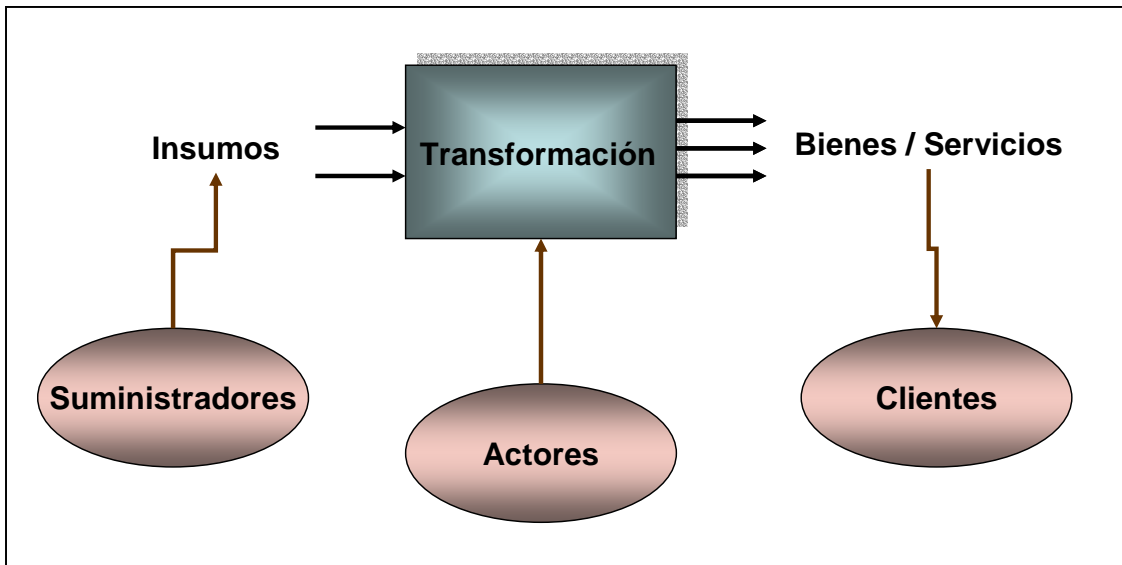 Insumos
Transformación
Bienes / Servicios
Suministradores
Actores
Clientes